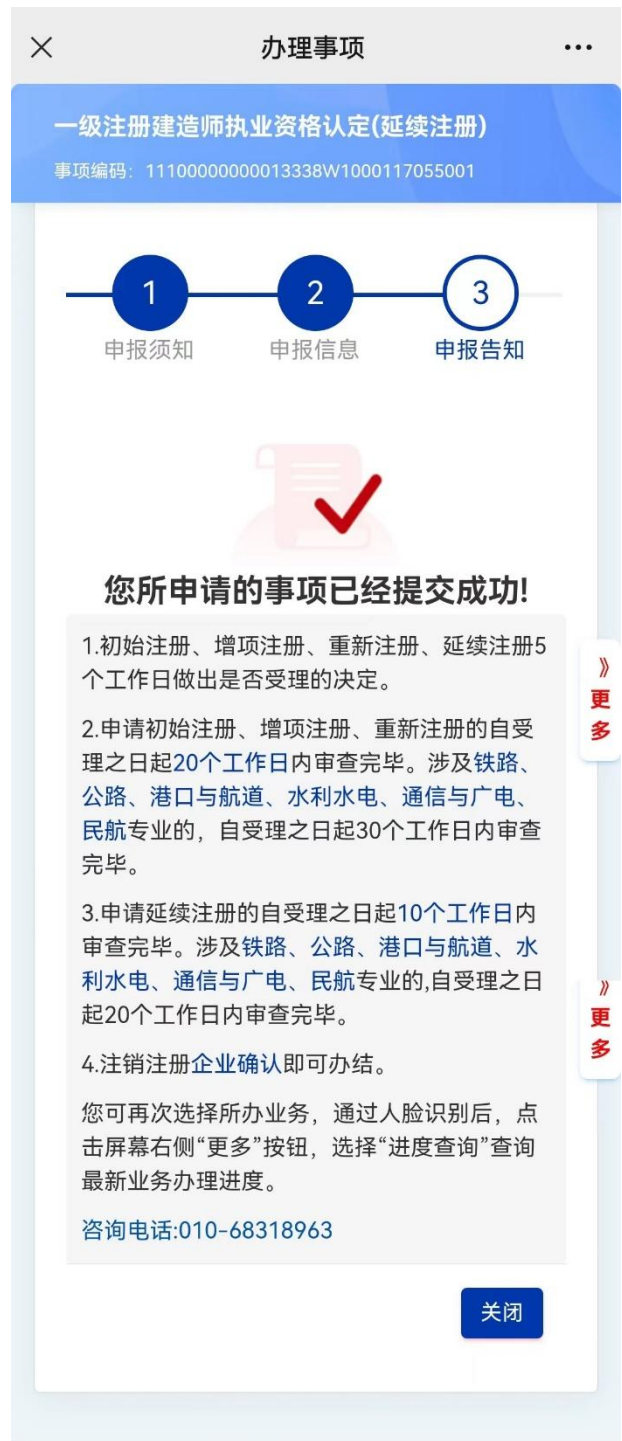 办理事项
一级注册建造师执业资格认定(延续注册)
事项编码：11100000000013338W1000117055001
1
2
3
申报须知
申报信息
申报告知
您所申请的事项已经提交成功!
1.初始注册、增项注册、重新注册、延续注册5
个工作日做出是否受理的决定。
2.申请初始注册、增项注册、重新注册的自受
理之日起20个工作日内审查完毕。涉及铁路、
公路、港口与航道、水利水电、通信与广电、
民航专业的，自受理之日起30个工作日内审查
完毕。
3.申请延续注册的自受理之日起10个工作日内
审查完毕。涉及铁路、公路、港口与航道、水
利水电、通信与广电、民航专业的,自受理之日
起20个工作日内审查完毕。
4.注销注册企业确认即可办结。
您可再次选择所办业务，通过人脸识别后，点
击屏幕右侧“更多”按钮，选择“进度查询”查询
最新业务办理进度。
咨询电话:010-68318963
》
更
多
》
更
多
关闭